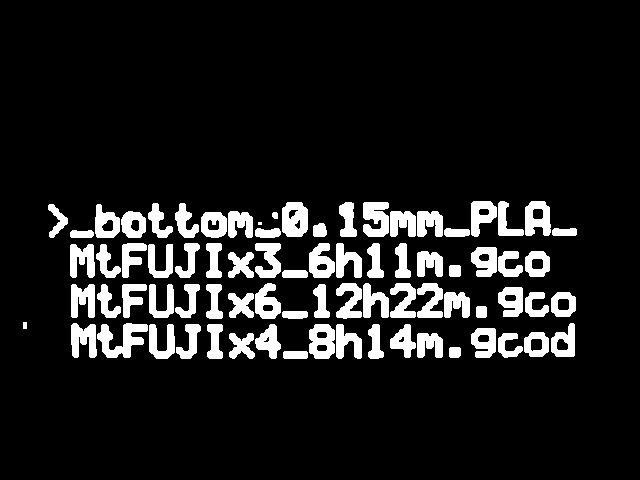 >_bottom_0.15mm_PLA_
MtFUJIx3_6h11m.gco
MtFUJIx6_12h22m.gco
MtFUJIx4_8h14m.gcod